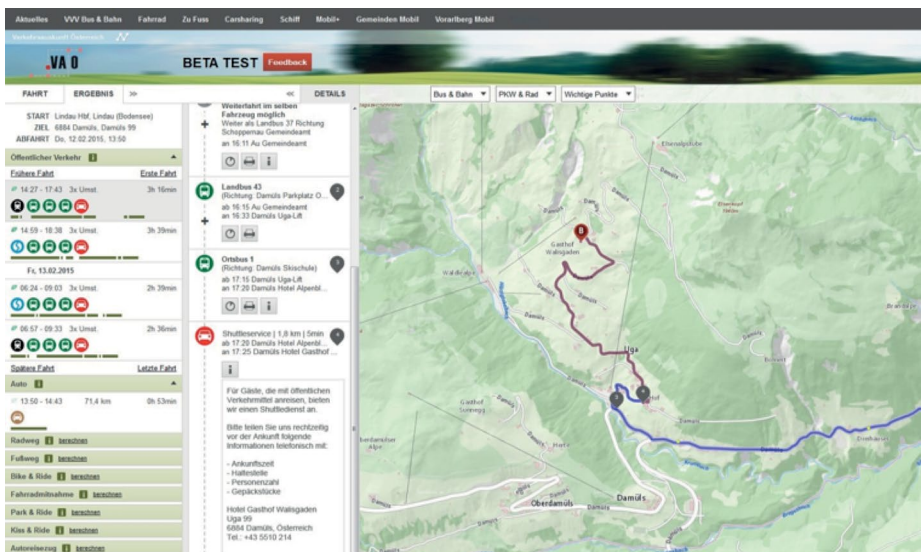 Aktuelles VVV Bus & Bahn Fahrrad Zu Fuss Carsharing Schiff Mobil+ Gemeinden Mobil Vorarlberg Mobil
Verkehrsauskunft Österreich
VAO
BETA TEST Feedback
FAHRT ERGEBNIS >>
START Lindau Hbf, Lindau (Bodensee)
ZIEL 6884 Damüls, Damüls 99
ABFAHRT Do, 12.02.2015, 13:50
Öffentlicher Verkehr i
Frühere Fahrt Erste Fahrt
14:27 - 17:43 3x Umst. 3h 16min
14:59 - 18:38 3x Umst. 3h 39min
Fr, 13.02.2015
06:24 - 09:03 3x Umst. 2h 39min
06:57 - 09:33 3x Umst. 2h 36min
Spätere Fahrt Letzte Fahrt
Auto i
13:50 - 14:43 71,4 km 0h 53min
Radweg i berechnen
Fußweg i berechnen
Bike & Ride i berechnen
Fahrradmitnahme i berechnen
Park & Ride i berechnen
Kiss & Ride i berechnen
Autoreisezug i berechnen
<< DETAILS
Weiterfahrt im selben
Fahrzeug möglich
Weiter als Landbus 37 Richtung
Schoppernau Gemeindeamt
an 16:11 Au Gemeindeamt
Landbus 43
(Richtung: Damüls Parkplatz O...
ab 16:15 Au Gemeindeamt
an 16:33 Damüls Uga-Lift
Ortsbus 1
(Richtung: Damüls Skischule)
ab 17:15 Damüls Uga-Lift
an 17:20 Damüls Hotel Alpenbl...
Shuttleservice | 1,8 km | 5min
ab 17:20 Damüls Hotel Alpenbl...
an 17:25 Damüls Hotel Gasthof ...
Für Gäste, die mit öffentlichen
Verkehrmittel anreisen, bieten
wir einen Shuttledienst an.
Bitte teilen Sie uns rechtzeitig
vor der Ankunft folgende
Informationen telefonisch mit:
- Ankunftszeit
- Haltestelle
- Personenzahl
- Gepäckstücke
Hotel Gasthof Walisgaden
Uga 99
6884 Damüls, Österreich
Tel.: +43 5510 214
Bus & Bahn PKW & Rad Wichtige Punkte
Damüls
B
Gasthof
Walisgaden
Damüls
Uga
Gasthof
Sonnegg
Damüls
Hof
Oberdamüls
Damüls